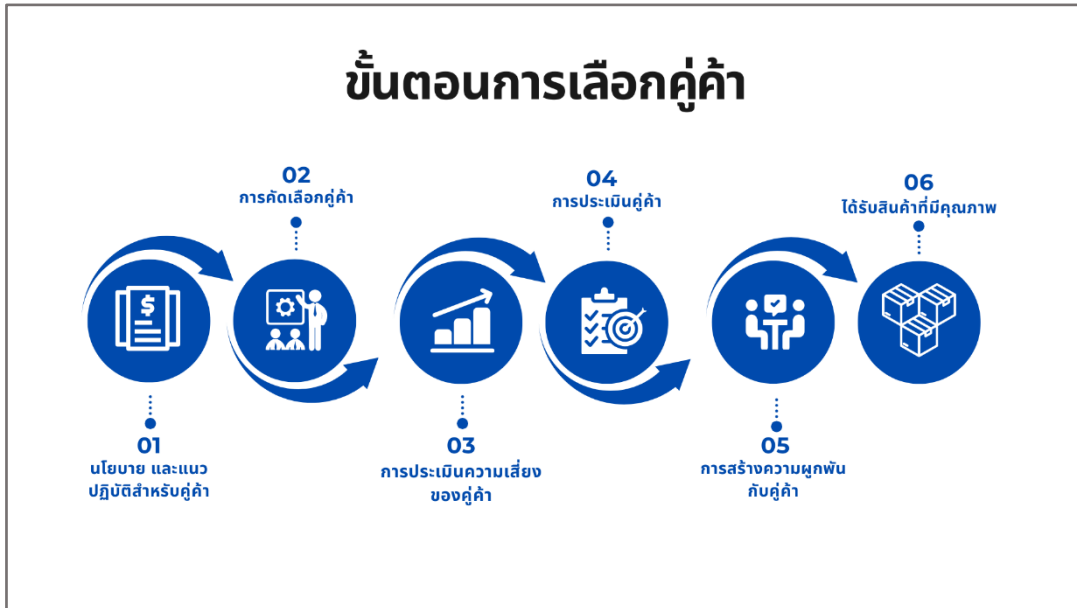 ขั้นตอนการเลือกคู่ค้า
01
นโยบาย และแนว
ปฏิบัติสำหรับคู่ค้า
02
การคัดเลือกคู่ค้า
03
การประเมินความเสี่ยง
ของคู่ค้า
04
การประเมินคู่ค้า
05
การสร้างความผูกพัน
กับคู่ค้า
06
ได้รับสินค้าที่มีคุณภาพ
$